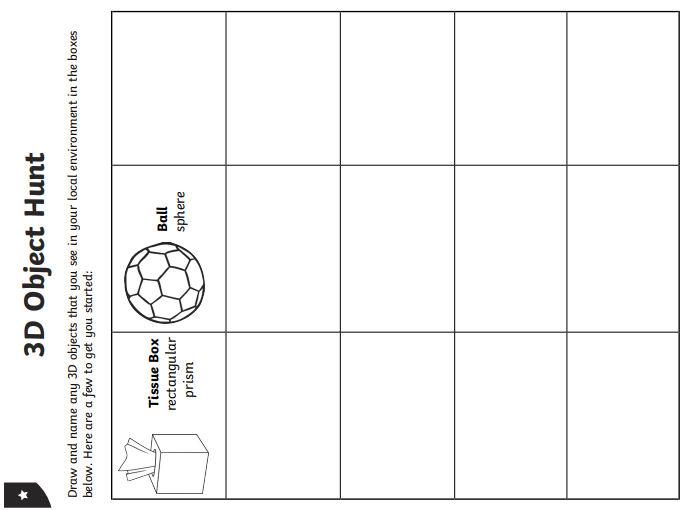 3D Object Hunt
Draw and name any 3D objects that you see in your local environment in the boxes
below. Here are a few to get you started:
Tissue Box
rectangular
prism
Ball
sphere